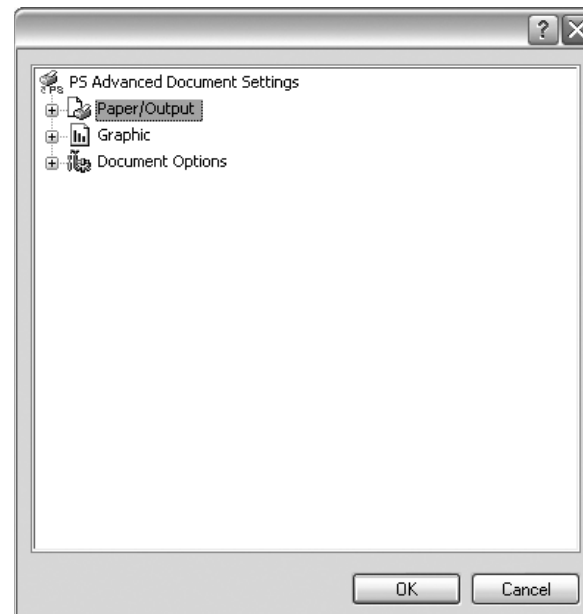 PS Advanced Document Settings
Paper/Output
Graphic
Document Options
OK
Cancel